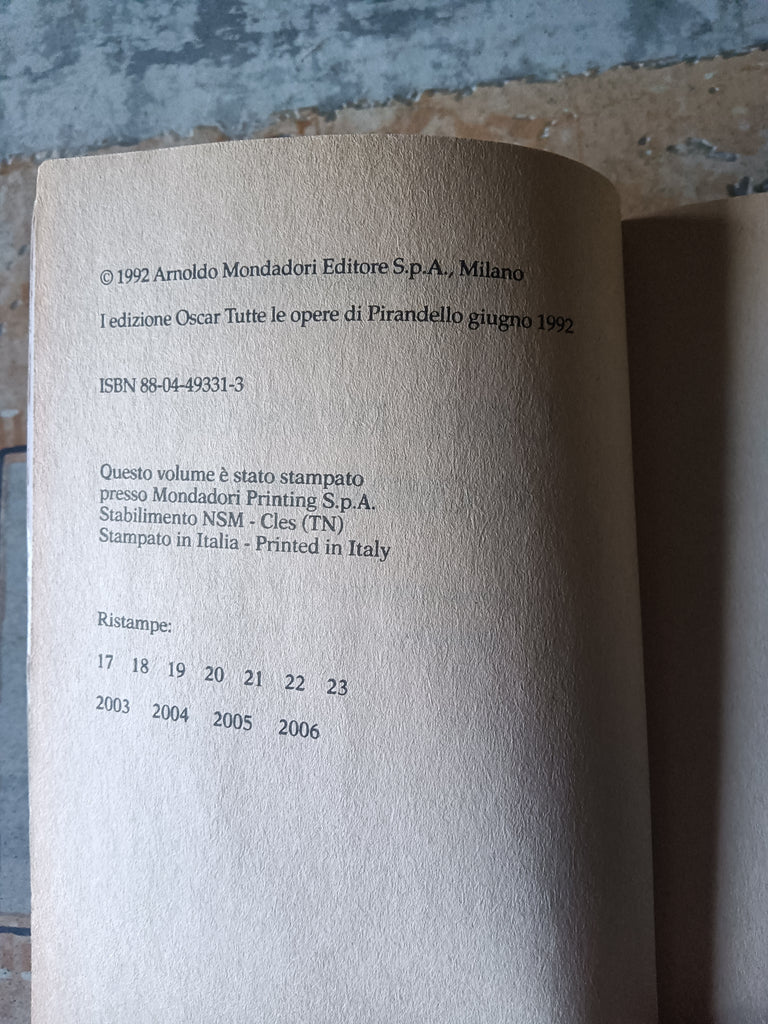 © 1992 Arnoldo Mondadori Editore S.p.A., Milano
I edizione Oscar Tutte le opere di Pirandello giugno 1992
ISBN 88-04-49331-3
Questo volume è stato stampato
presso Mondadori Printing S.p.A.
Stabilimento NSM - Cles (TN)
Stampato in Italia - Printed in Italy
Ristampe:
17 18 19 20 21 22 23
2003 2004 2005 2006